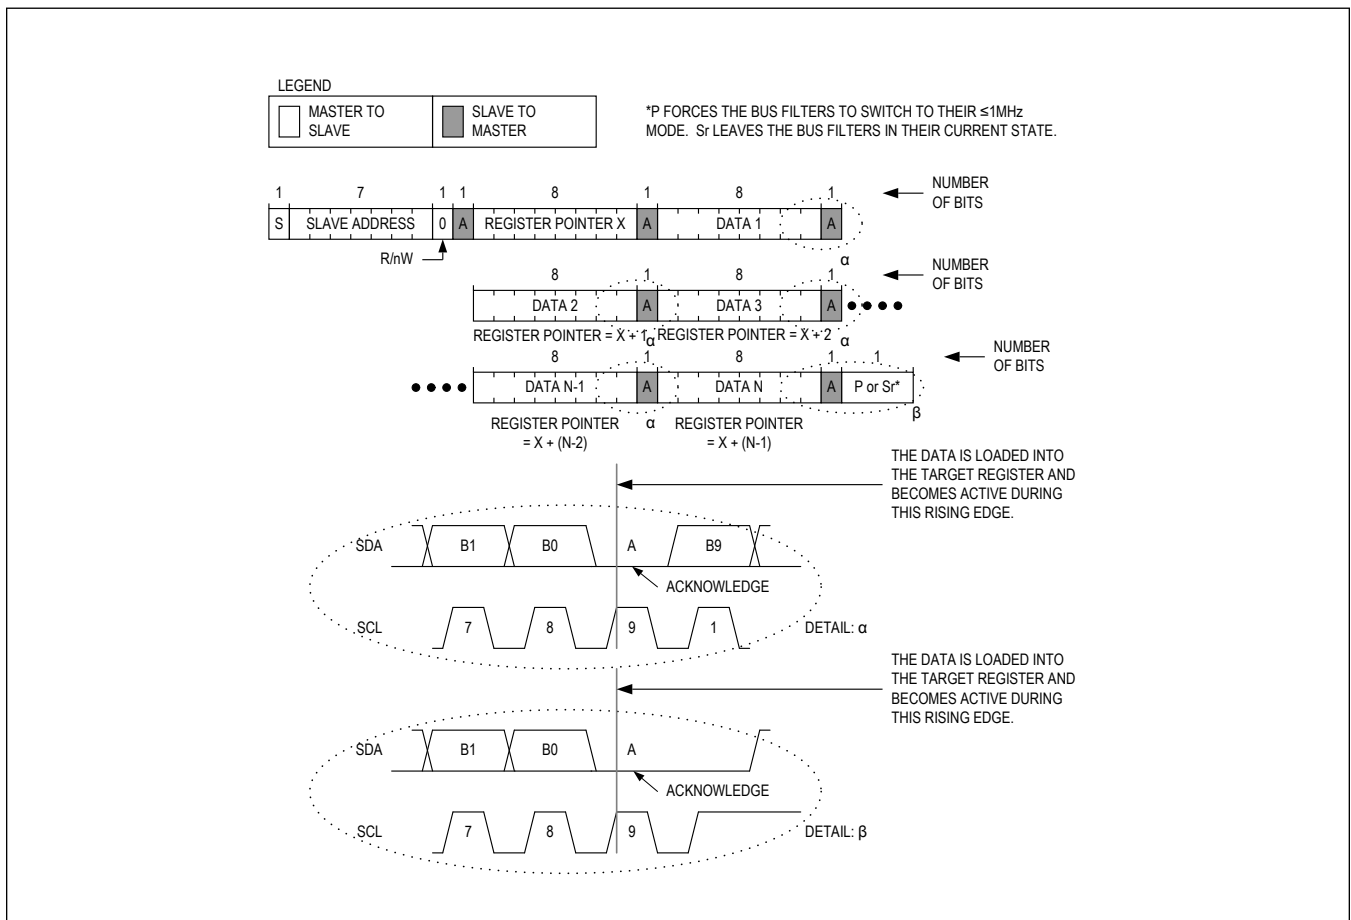 LEGEND
MASTER TO
SLAVE
SLAVE TO
MASTER
*P FORCES THE BUS FILTERS TO SWITCH TO THEIR ≤1MHz
MODE. Sr LEAVES THE BUS FILTERS IN THEIR CURRENT STATE.
1 7 1 1 8 1 8 1
NUMBER
OF BITS
S SLAVE ADDRESS 0 A REGISTER POINTER X A DATA 1 A
R/nW
α
8 1 8 1
NUMBER
OF BITS
DATA 2 A DATA 3 A
REGISTER POINTER = X + 1 α REGISTER POINTER = X + 2 α
8 1 8 1 1
NUMBER
OF BITS
DATA N-1 A DATA N A P or Sr*
β
REGISTER POINTER
= X + (N-2)
α
REGISTER POINTER
= X + (N-1)
THE DATA IS LOADED INTO
THE TARGET REGISTER AND
BECOMES ACTIVE DURING
THIS RISING EDGE.
SDA B1 B0 A B9
ACKNOWLEDGE
SCL 7 8 9 1 DETAIL: α
THE DATA IS LOADED INTO
THE TARGET REGISTER AND
BECOMES ACTIVE DURING
THIS RISING EDGE.
SDA B1 B0 A
ACKNOWLEDGE
SCL 7 8 9 DETAIL: β